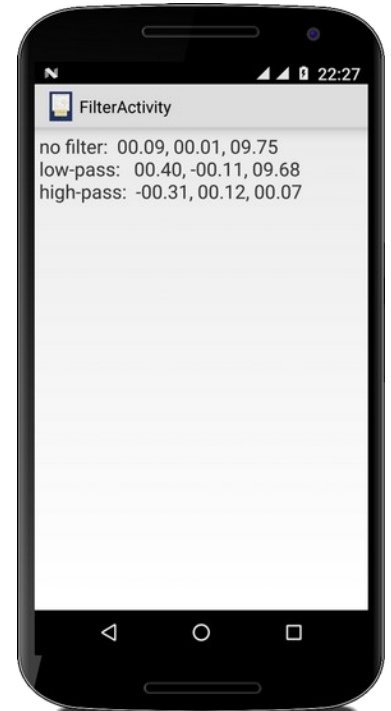 22:27
FilterActivity
no filter: 00.09, 00.01, 09.75
low-pass: 00.40, -00.11, 09.68
high-pass: -00.31, 00.12, 00.07